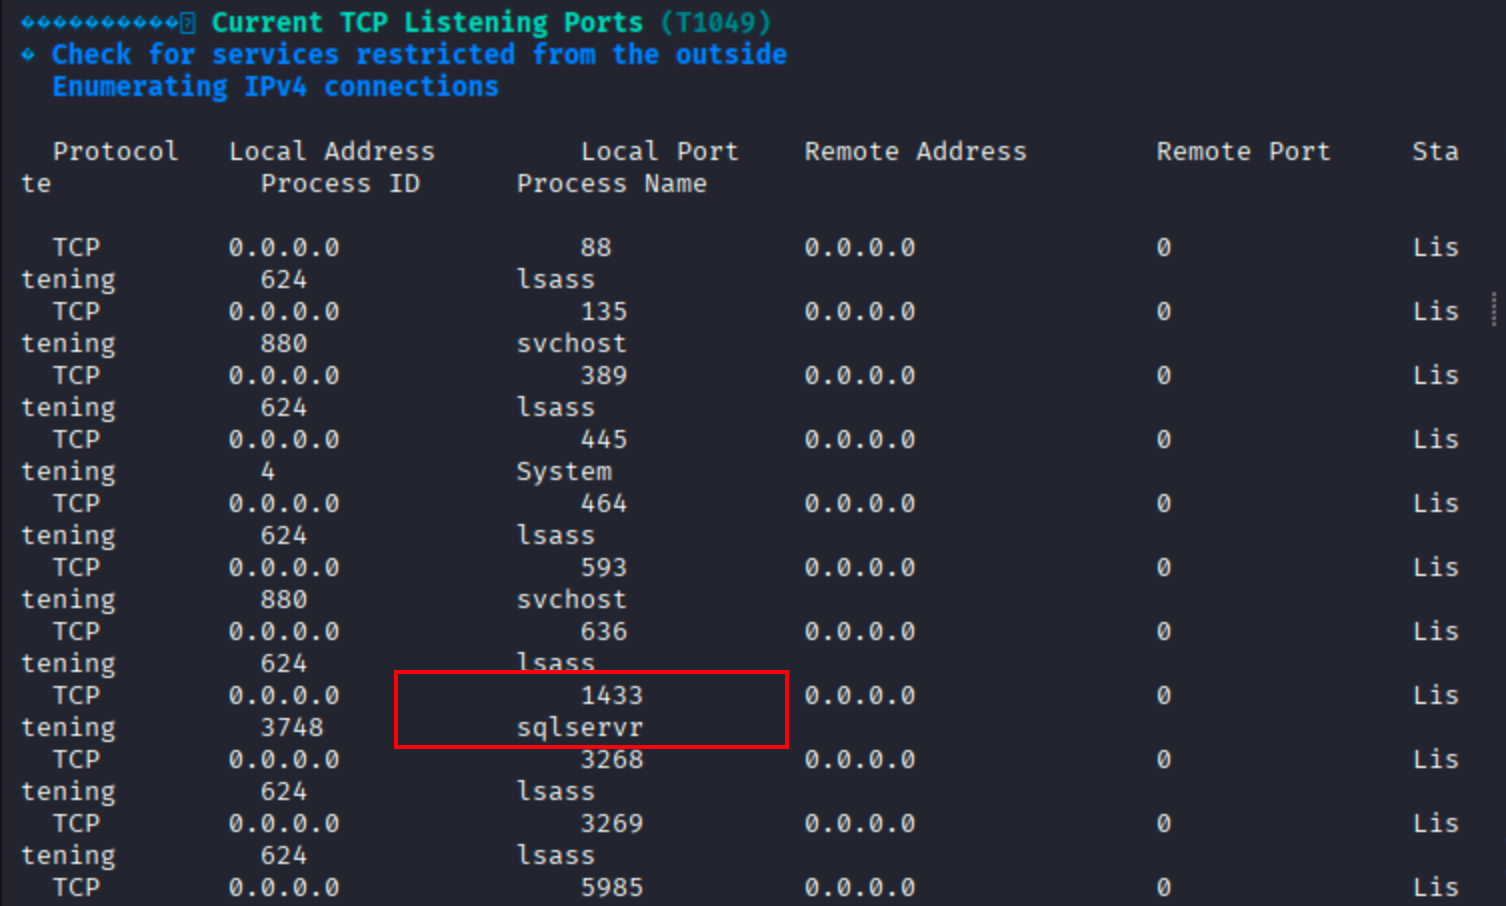 Current TCP Listening Ports (T1049)
Check for services restricted from the outside
Enumerating IPv4 connections
Protocol Local Address Local Port Remote Address Remote Port Sta
te Process ID Process Name
TCP 0.0.0.0 88 0.0.0.0 0 Lis
tening 624 lsass
TCP 0.0.0.0 135 0.0.0.0 0 Lis
tening 880 svchost
TCP 0.0.0.0 389 0.0.0.0 0 Lis
tening 624 lsass
TCP 0.0.0.0 445 0.0.0.0 0 Lis
tening 4 System
TCP 0.0.0.0 464 0.0.0.0 0 Lis
tening 624 lsass
TCP 0.0.0.0 593 0.0.0.0 0 Lis
tening 880 svchost
TCP 0.0.0.0 636 0.0.0.0 0 Lis
tening 624 lsass
TCP 0.0.0.0 1433 0.0.0.0 0 Lis
tening 3748 sqlservr
TCP 0.0.0.0 3268 0.0.0.0 0 Lis
tening 624 lsass
TCP 0.0.0.0 3269 0.0.0.0 0 Lis
tening 624 lsass
TCP 0.0.0.0 5985 0.0.0.0 0 Lis